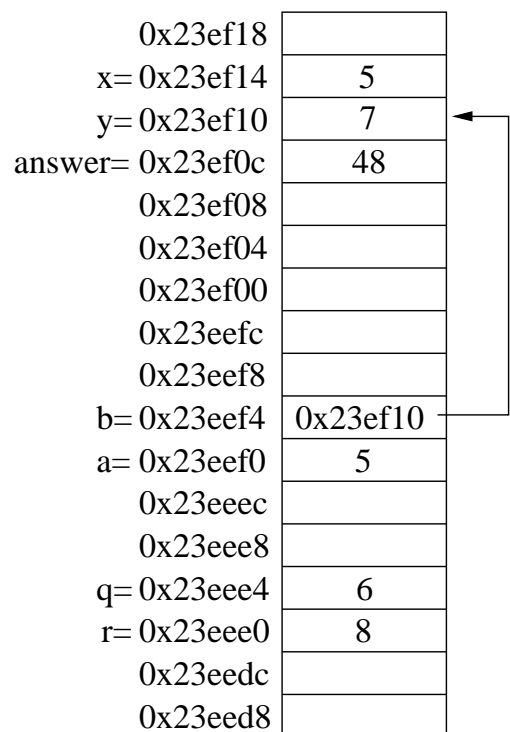 0x23ef18
x= 0x23ef14 5
y= 0x23ef10 7
answer= 0x23ef0c 48
0x23ef08
0x23ef04
0x23ef00
0x23eefc
0x23eef8
b= 0x23eef4 0x23ef10
a= 0x23eef0 5
0x23eeec
0x23eee8
q= 0x23eee4 6
r= 0x23eee0 8
0x23eedc
0x23eed8